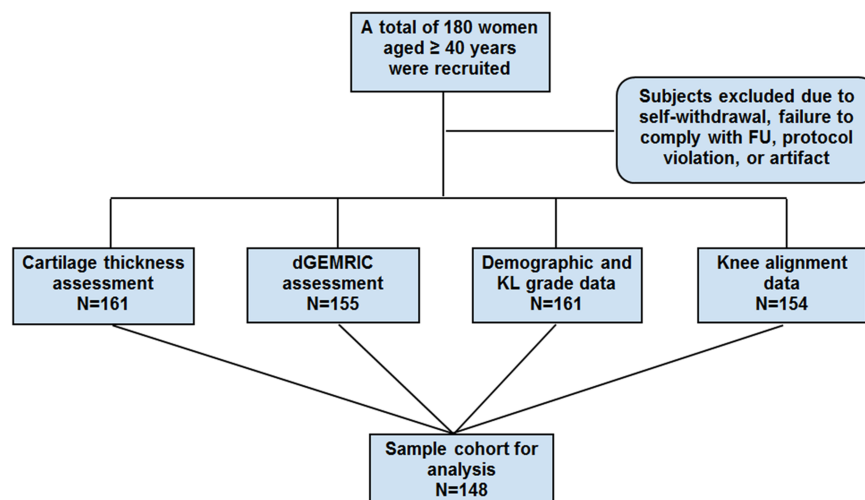 A total of 180 women
aged ≥ 40 years
were recruited
Subjects excluded due to
self-withdrawal, failure to
comply with FU, protocol
violation, or artifact
Cartilage thickness
assessment
N=161
dGEMRIC
assessment
N=155
Demographic and
KL grade data
N=161
Knee alignment
data
N=154
Sample cohort for
analysis
N=148